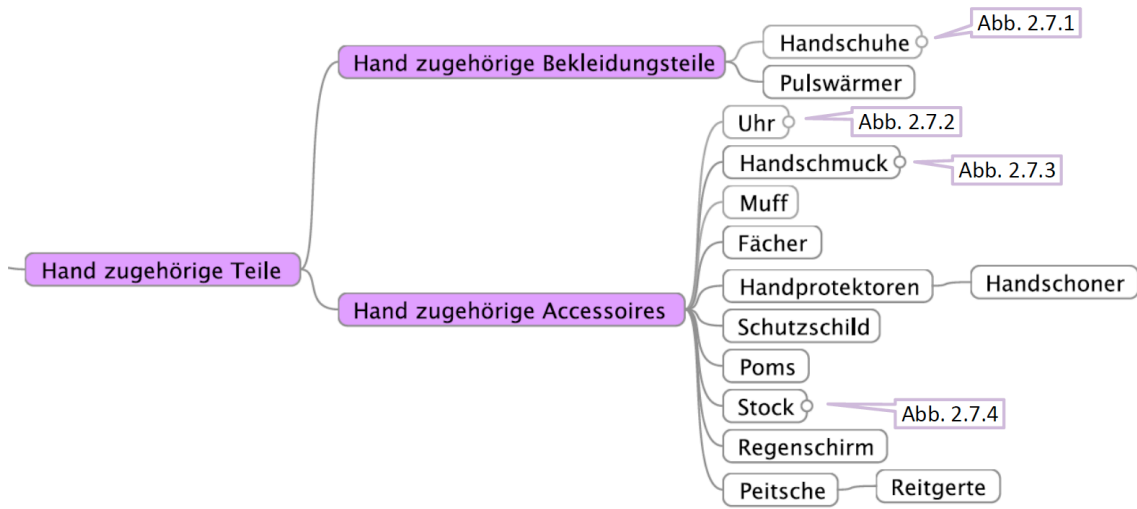 Abb. 2.7.1
Handschuhe
Hand zugehörige Bekleidungsteile
Pulswärmer
Uhr
Abb. 2.7.2
Handschmuck
Abb. 2.7.3
Muff
Fächer
Hand zugehörige Teile
Handprotektoren
Handschoner
Hand zugehörige Accessoires
Schutzschild
Poms
Stock
Abb. 2.7.4
Regenschirm
Peitsche
Reitgerte